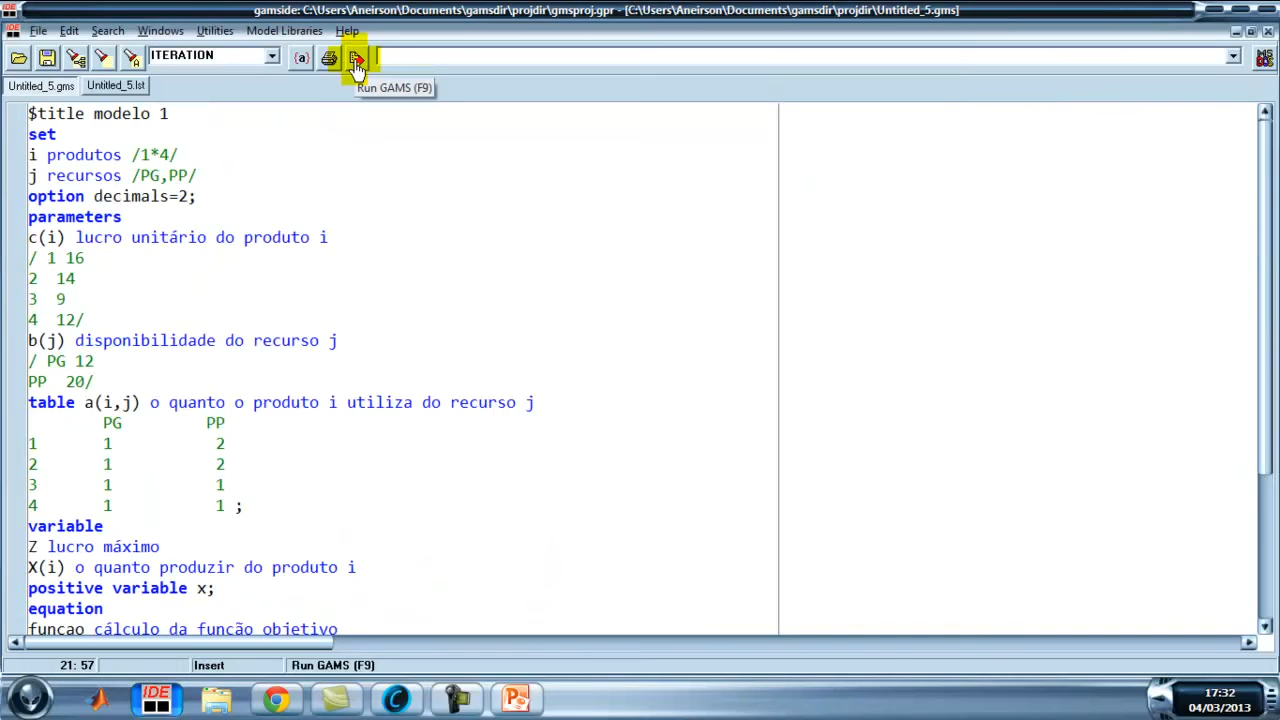 gamside: C:\Users\Aneirson\Documents\gamsdir\projdir\gmsproj.gpr - [C:\Users\Aneirson\Documents\gamsdir\projdir\Untitled_5.gms]
IDE File Edit Search Windows Utilities Model Libraries Help
ITERATION {a} MS DOS
Run GAMS (F9)
Untitled_5.gms Untitled_5.lst
$title modelo 1
set
i produtos /1*4/
j recursos /PG,PP/
option decimals=2;
parameters
c(i) lucro unitário do produto i
/ 1 16
2 14
3 9
4 12/
b(j) disponibilidade do recurso j
/ PG 12
PP 20/
table a(i,j) o quanto o produto i utiliza do recurso j
PG PP
1 1 2
2 1 2
3 1 1
4 1 1 ;
variable
Z lucro máximo
X(i) o quanto produzir do produto i
positive variable x;
equation
funcao cálculo da função objetivo
21: 57 Insert Run GAMS (F9)
IDE
17:32
04/03/2013